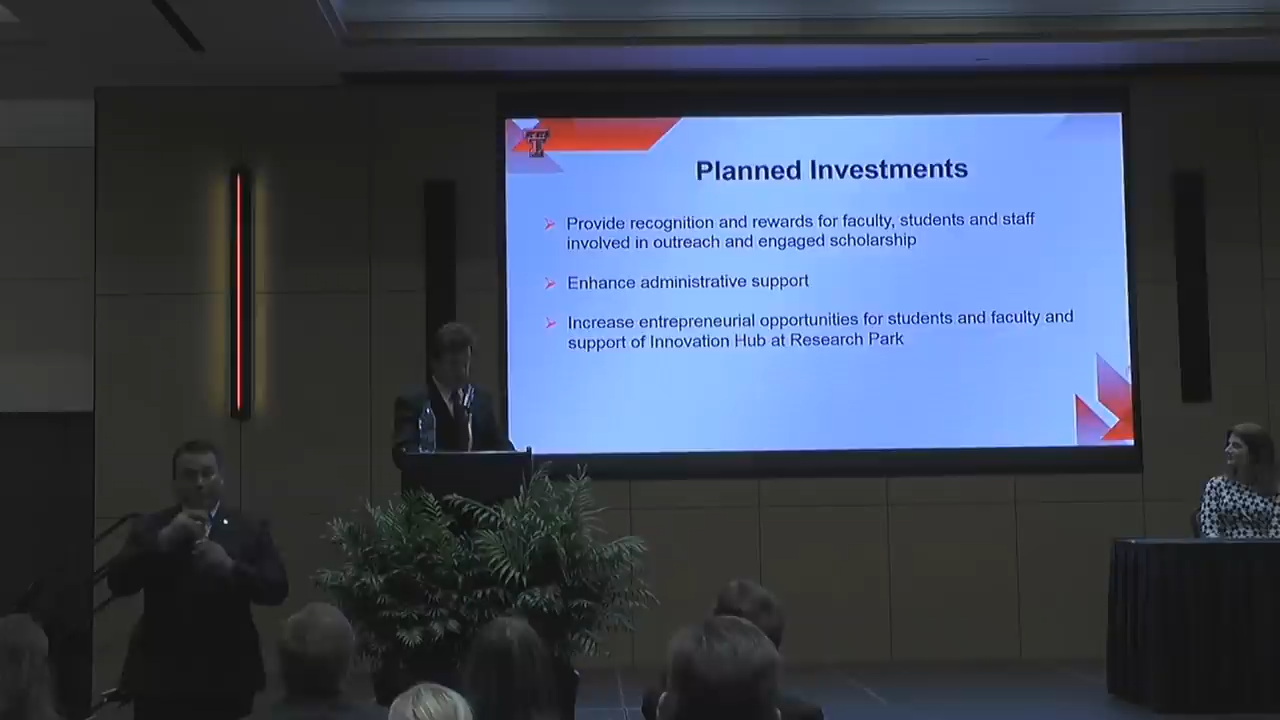 Planned Investments
Provide recognition and rewards for faculty, students and staff
involved in outreach and engaged scholarship
Enhance administrative support
Increase entrepreneurial opportunities for students and faculty and
support of Innovation Hub at Research Park